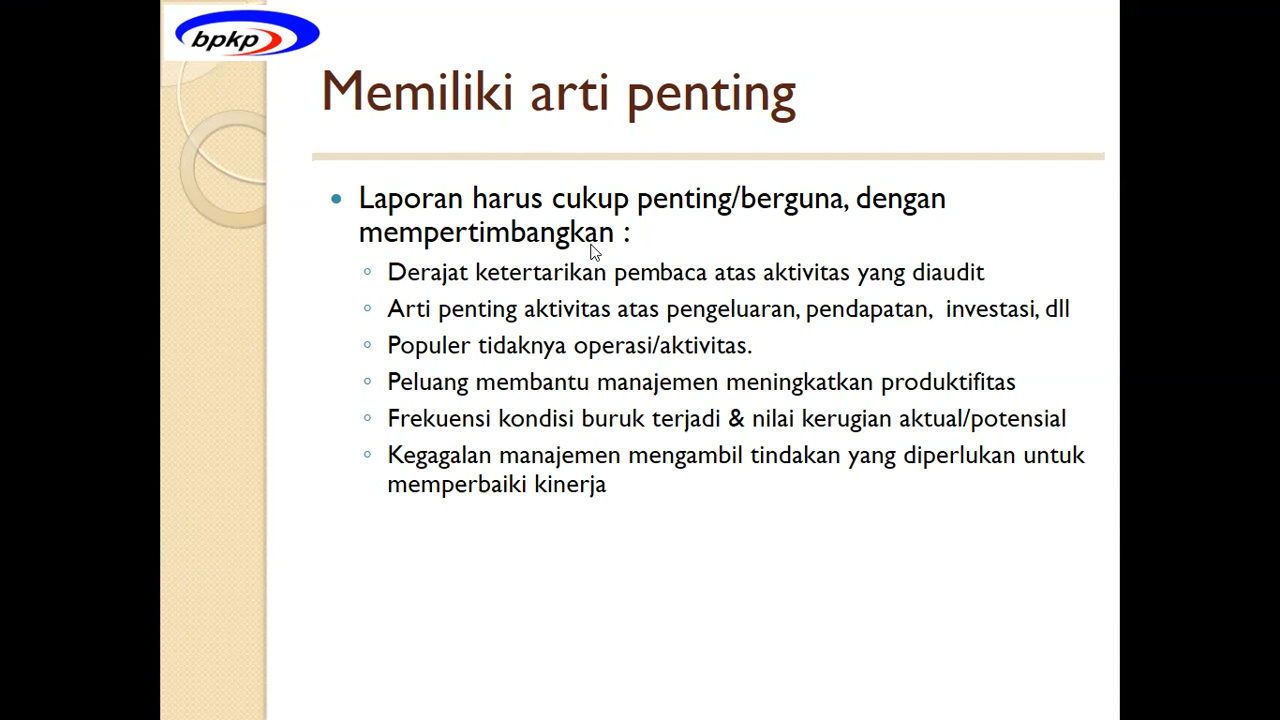 bpkp
Memiliki arti penting
Laporan harus cukup penting/berguna, dengan
mempertimbangkan :
Derajat ketertarikan pembaca atas aktivitas yang diaudit
Arti penting aktivitas atas pengeluaran, pendapatan,  investasi, dll
Populer tidaknya operasi/aktivitas.
Peluang membantu manajemen meningkatkan produktifitas
Frekuensi kondisi buruk terjadi & nilai kerugian aktual/potensial
Kegagalan manajemen mengambil tindakan yang diperlukan untuk
memperbaiki kinerja